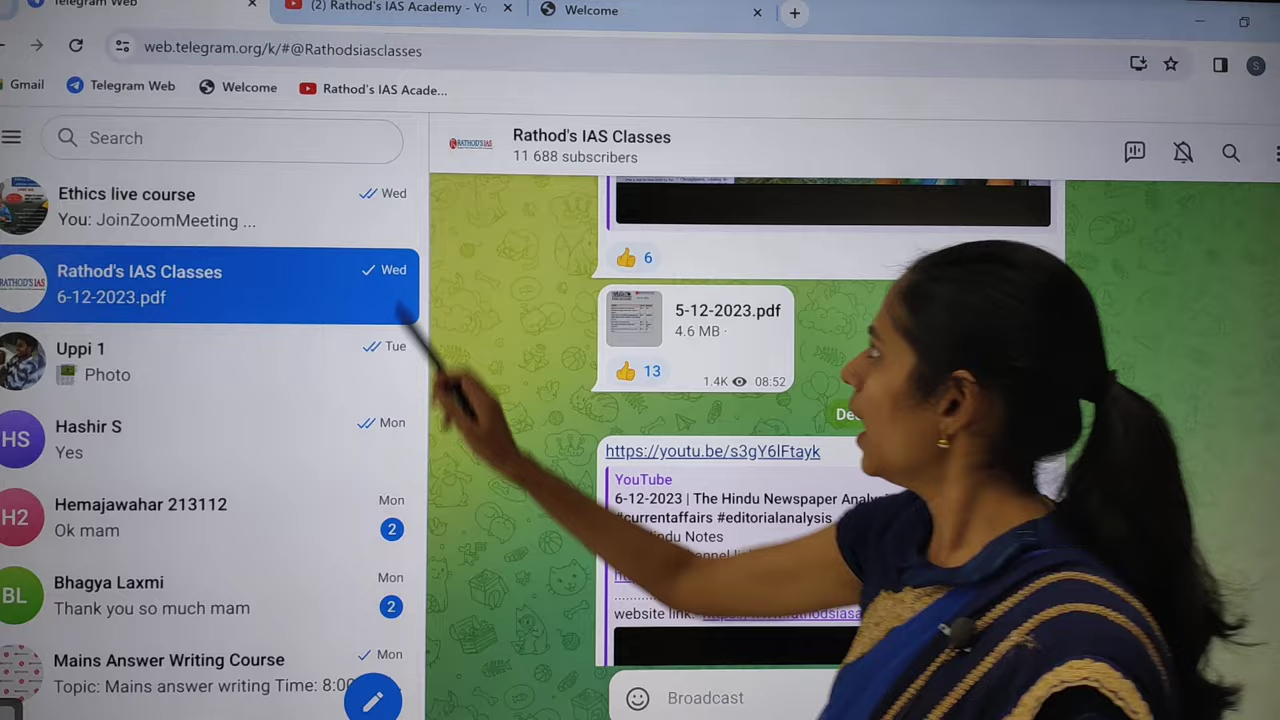 Telegram Web
(2) Rathod's IAS Academy - Yo
Welcome
web.telegram.org/k/#@Rathodsiasclasses
Gmail
Telegram Web
Welcome
Rathod's IAS Acade...
S
Search
Ethics live course
Wed
You: JoinZoomMeeting ...
RATHOD'S IAS
Rathod's IAS Classes
Wed
6-12-2023.pdf
Uppi 1
Tue
Photo
HS
Hashir S
Mon
Yes
H2
Hemajawahar 213112
Mon
Ok mam
2
BL
Bhagya Laxmi
Mon
Thank you so much mam
2
Mains Answer Writing Course
Mon
Topic: Mains answer writing Time: 8:00
RATHOD'S IAS
Rathod's IAS Classes
11 688 subscribers
6
5-12-2023.pdf
4.6 MB ·
13
1.4K 08:52
De
https://youtu.be/s3gY6lFtayk
YouTube
6-12-2023 | The Hindu Newspaper Analy
#currentaffairs #editorialanalysis
Hindu Notes
website link:
Broadcast